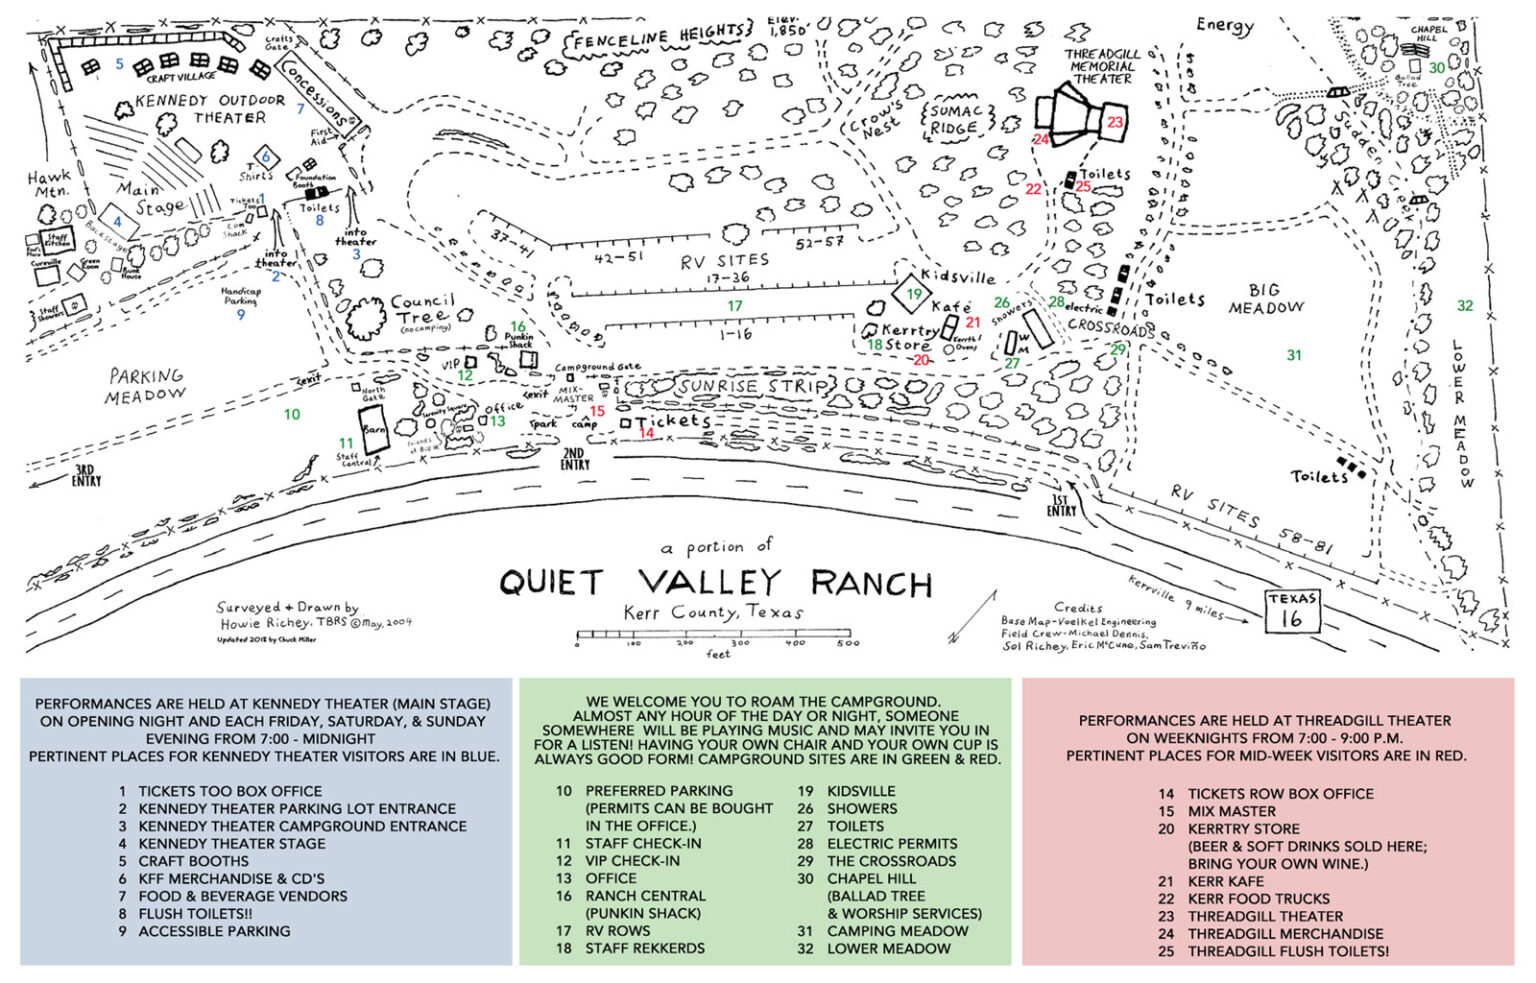 Crafts
Gate
FENCELINE HEIGHTS
Elev.
1,850'
Energy
CHAPEL
HILL
30
Ballad
Tree
5
CRAFT VILLAGE
Concessions
7
KENNEDY OUTDOOR
THEATER
First
Aid
Crow's
Nest
SUMAC
RIDGE
THREADGILL
MEMORIAL
THEATER
23
24
Toilets
25
22
Sudden Creek
Hawk
Mtn.
6
T-
Shirts
Foundation
Booth
Main
Stage
4
Backstage
Tickets
Too
1
Com
Shack
Toilets
8
into
theater
3
into
theater
2
Staff
Kitchen
Cureville
Green
Room
Bunk
House
Staff
Showers
Handicap
Parking
9
37-41
42-51
52-57
RV SITES
17-36
17
1-16
Council
Tree
(no camping)
16
Punkin
Shack
VIP
12
Kidsville
19
Kafé
21
Kerrtry
Store
18
20
Kerrth
Oven
26
Showers
W
M
27
28
electric
Toilets
CROSSROADS
29
BIG
MEADOW
31
32
LOWER MEADOW
PARKING
MEADOW
exit
10
North
Gate
Barn
11
Staff
Central
Serenity Square
Office
13
Campground Gate
MIX-
MASTER
15
exit
park
camp
SUNRISE STRIP
Tickets
14
3RD
ENTRY
2ND
ENTRY
1ST
ENTRY
Toilets
RV SITES 58-81
a portion of
QUIET VALLEY RANCH
Kerr County, Texas
0 100 200 300 400 500
feet
Surveyed + Drawn by
Howie Richey, TBRS © May, 2004
Updated 2018 by Chuck Miller
Credits
Base Map-Voelkel Engineering
Field Crew-Michael Dennis,
Sol Richey, Eric McCune, Sam Treviño
Kerrville 9 miles
TEXAS
16
PERFORMANCES ARE HELD AT KENNEDY THEATER (MAIN STAGE)
ON OPENING NIGHT AND EACH FRIDAY, SATURDAY, & SUNDAY
EVENING FROM 7:00 - MIDNIGHT
PERTINENT PLACES FOR KENNEDY THEATER VISITORS ARE IN BLUE.
1 TICKETS TOO BOX OFFICE
2 KENNEDY THEATER PARKING LOT ENTRANCE
3 KENNEDY THEATER CAMPGROUND ENTRANCE
4 KENNEDY THEATER STAGE
5 CRAFT BOOTHS
6 KFF MERCHANDISE & CD'S
7 FOOD & BEVERAGE VENDORS
8 FLUSH TOILETS!!
9 ACCESSIBLE PARKING
WE WELCOME YOU TO ROAM THE CAMPGROUND.
ALMOST ANY HOUR OF THE DAY OR NIGHT, SOMEONE
SOMEWHERE WILL BE PLAYING MUSIC AND MAY INVITE YOU IN
FOR A LISTEN! HAVING YOUR OWN CHAIR AND YOUR OWN CUP IS
ALWAYS GOOD FORM! CAMPGROUND SITES ARE IN GREEN & RED.
10 PREFERRED PARKING
(PERMITS CAN BE BOUGHT
IN THE OFFICE.)
11 STAFF CHECK-IN
12 VIP CHECK-IN
13 OFFICE
16 RANCH CENTRAL
(PUNKIN SHACK)
17 RV ROWS
18 STAFF REKKERDS
19 KIDSVILLE
26 SHOWERS
27 TOILETS
28 ELECTRIC PERMITS
29 THE CROSSROADS
30 CHAPEL HILL
(BALLAD TREE
& WORSHIP SERVICES)
31 CAMPING MEADOW
32 LOWER MEADOW
PERFORMANCES ARE HELD AT THREADGILL THEATER
ON WEEKNIGHTS FROM 7:00 - 9:00 P.M.
PERTINENT PLACES FOR MID-WEEK VISITORS ARE IN RED.
14 TICKETS ROW BOX OFFICE
15 MIX MASTER
20 KERRTRY STORE
(BEER & SOFT DRINKS SOLD HERE;
BRING YOUR OWN WINE.)
21 KERR KAFE
22 KERR FOOD TRUCKS
23 THREADGILL THEATER
24 THREADGILL MERCHANDISE
25 THREADGILL FLUSH TOILETS!